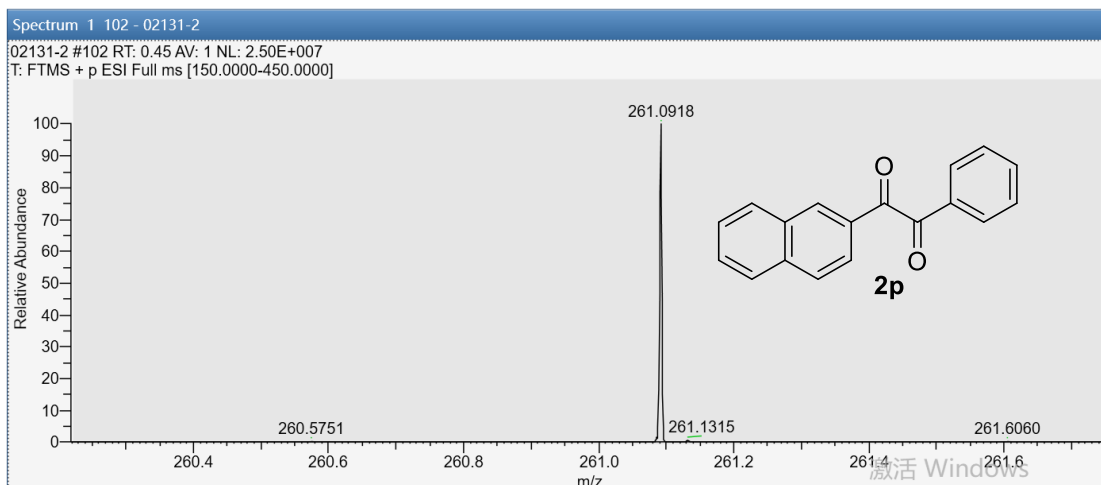 Spectrum 1 102 - 02131-2
02131-2 #102 RT: 0.45 AV: 1 NL: 2.50E+007
T: FTMS + p ESI Full ms [150.0000-450.0000]
261.0918
100
90
80
70
60
50
40
30
20
10
0
Relative Abundance
O
O
2p
260.5751
261.1315
261.6060
260.4
260.6
260.8
261.0
261.2
261.4
261.6
m/z
激活 Windows